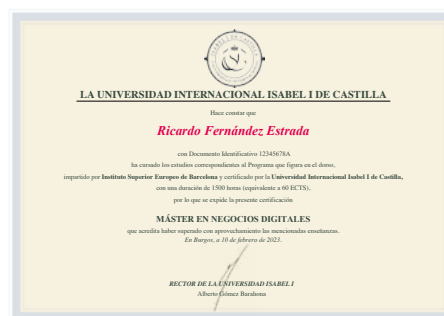 LA UNIVERSIDAD INTERNACIONAL ISABEL I DE CASTILLA
Hace constar que
Ricardo Fernández Estrada
con Documento Identificativo 12345678A
ha cursado los estudios correspondientes al Programa que figura en el dorso,
impartido por Instituto Superior Europeo de Barcelona y certificado por la Universidad Internacional Isabel I de Castilla,
con una duración de 1500 horas (equivalente a 60 ECTS),
por lo que se expide la presente certificación
MÁSTER EN NEGOCIOS DIGITALES
que acredita haber superado con aprovechamiento las mencionadas enseñanzas.
En Burgos, a 10 de febrero de 2023.
RECTOR DE LA UNIVERSIDAD ISABEL I
Alberto Gómez Barahona